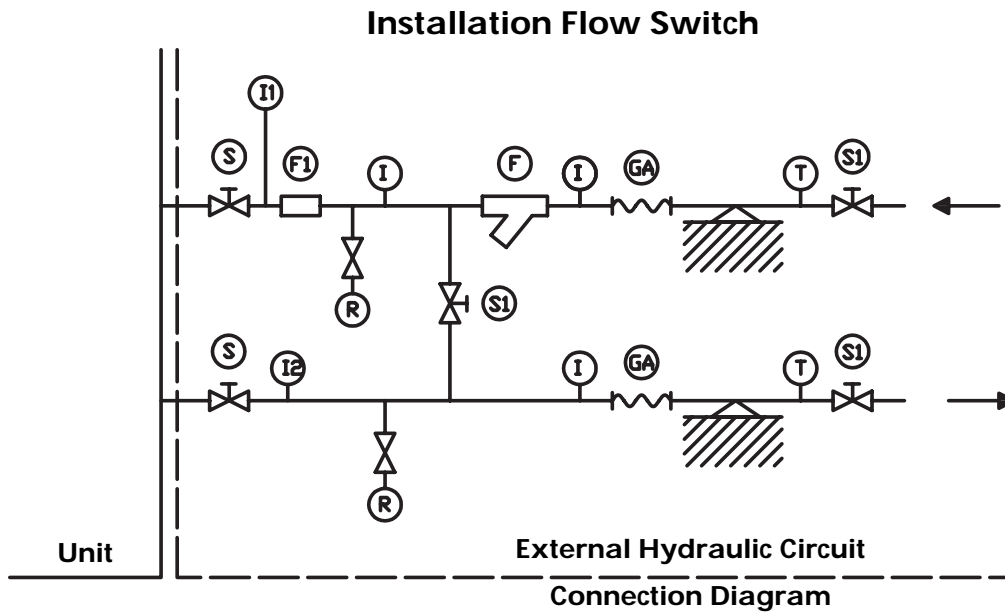 Installation Flow Switch
I1
S
F1
I
F
I
GA
T
S1
R
S1
S
I2
I
GA
T
S1
R
Unit
External Hydraulic Circuit
Connection Diagram